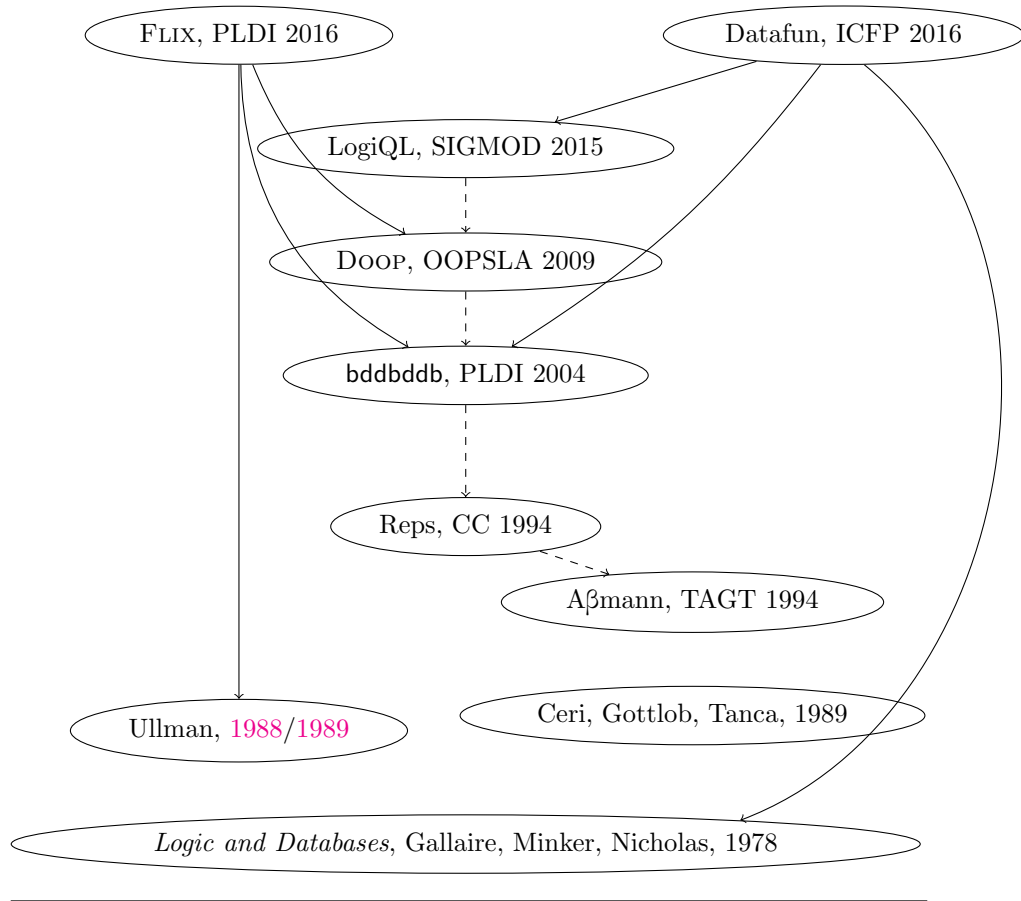 Flix, PLDI 2016
Datafun, ICFP 2016
LogiQL, SIGMOD 2015
Doop, OOPSLA 2009
bddbddb, PLDI 2004
Reps, CC 1994
Aβmann, TAGT 1994
Ceri, Gottlob, Tanca, 1989
Ullman, 1988/1989
Logic and Databases, Gallaire, Minker, Nicholas, 1978